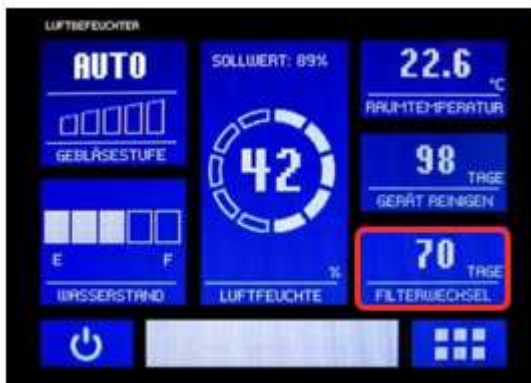 LUFTBEFEUCHTER
AUTO
GEBLÄSESTUFE
E F
WASSERSTAND
SOLLWERT: 89%
42
%
LUFTFEUCHTE
22.6 °C
RAUMTEMPERATUR
98 TAGE
GERÄT REINIGEN
70 TAGE
FILTERWECHSEL